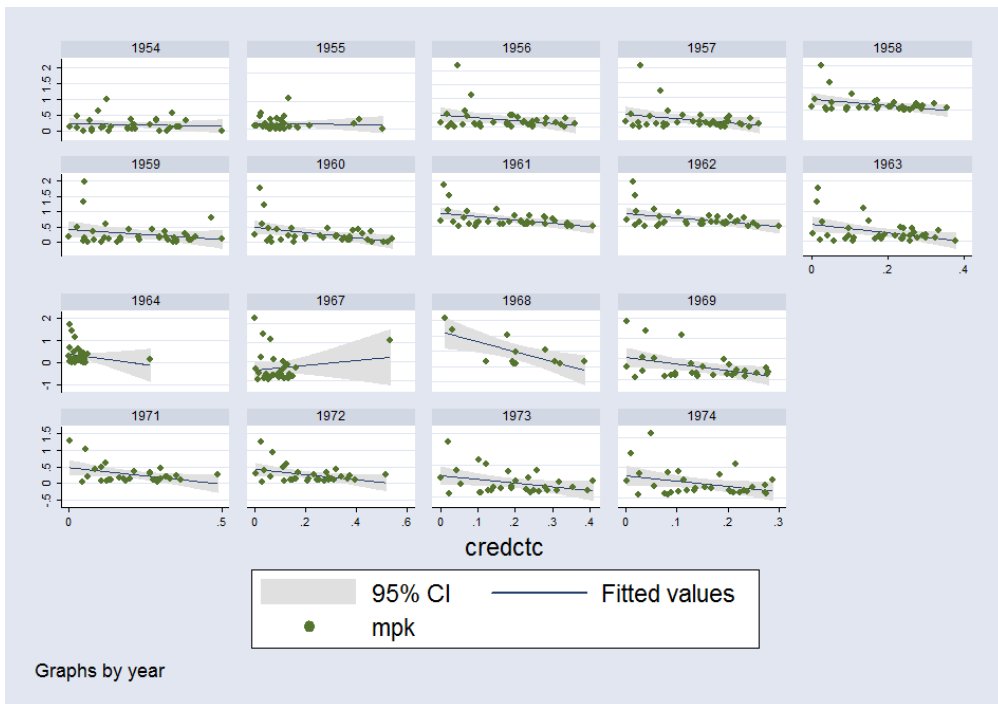 1954 1955 1956 1957 1958
0 .5 1 1.5 2
1959 1960 1961 1962 1963
0 .5 1 1.5 2
0 .2 .4
1964 1967 1968 1969
-1 0 1 2
1971 1972 1973 1974
-.5 0 .5 1 1.5
0 .5 0 .2 .4 .6 0 .1 .2 .3 .4 0 .1 .2 .3
credctc
95% CI Fitted values
mpk
Graphs by year